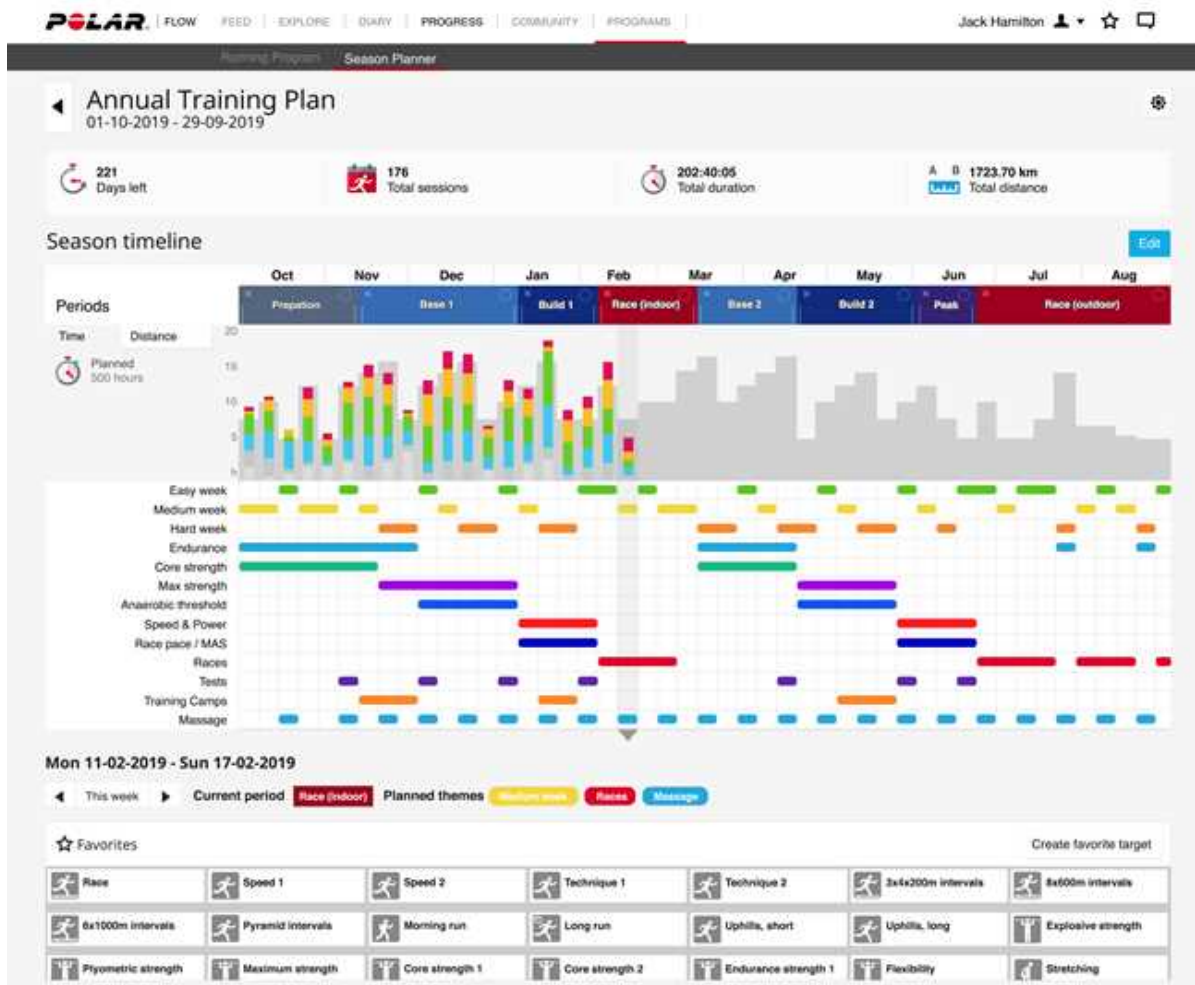 POLAR. FLOW FEED EXPLORE DIARY PROGRESS COMMUNITY PROGRAMS Jack Hamilton
Running Program Season Planner
Annual Training Plan
01-10-2019 - 29-09-2019
221 176 202:40:05 A B 1723.70 km
Days left Total sessions Total duration Total distance
Season timeline Edit
Oct Nov Dec Jan Feb Mar Apr May Jun Jul Aug
Periods Prepation Base 1 Build 1 Race (indoor) Base 2 Build 2 Peak Race (outdoor)
Time Distance 20
Planned
500 hours
15
10
5
h
Easy week
Medium week
Hard week
Endurance
Core strength
Max strength
Anaerobic threshold
Speed & Power
Race pace / MAS
Races
Tests
Training Camps
Massage
Mon 11-02-2019 - Sun 17-02-2019
This week Current period Race (indoor) Planned themes Medium week Races Massage
Favorites Create favorite target
Race Speed 1 Speed 2 Technique 1 Technique 2 3x4x200m intervals 8x600m intervals
6x1000m intervals Pyramid intervals Morning run Long run Uphills, short Uphills, long Explosive strength
Plyometric strength Maximum strength Core strength 1 Core strength 2 Endurance strength 1 Flexibility Stretching